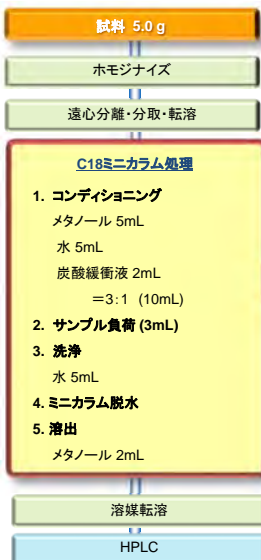 試料 5.0 g
ホモジナイズ
遠心分離・分取・転溶
C18ミニカラム処理
1. コンディショニング
メタノール 5mL
水 5mL
炭酸緩衝液 2mL
＝3:1 (10mL)
2. サンプル負荷 (3mL)
3. 洗浄
水 5mL
4. ミニカラム脱水
5. 溶出
メタノール 2mL
溶媒転溶
HPLC